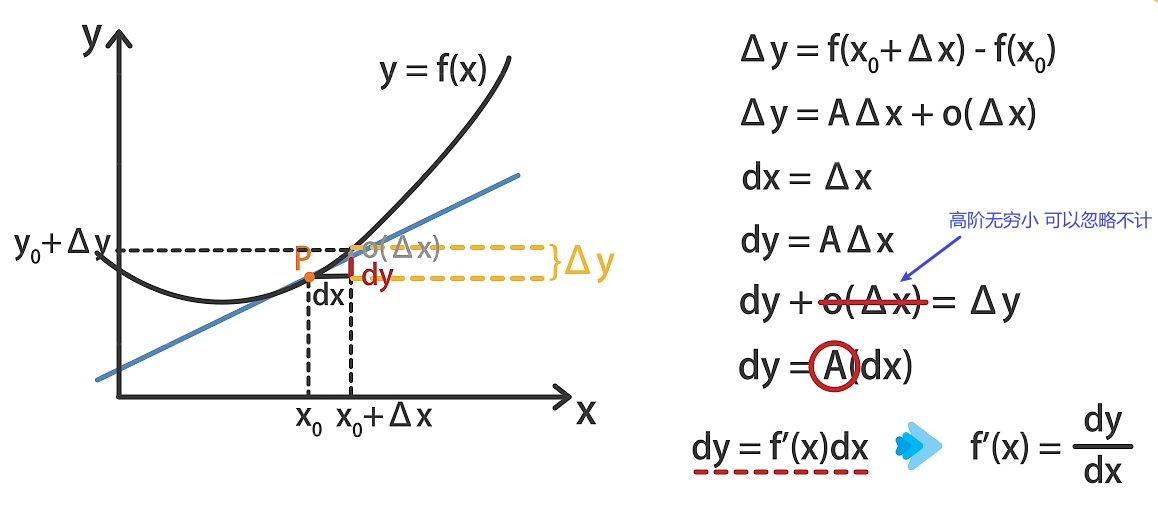 y
y = f(x)
y₀ + Δy
P
o(Δx)
dy
dx
}Δy
x₀
x₀ + Δx
x
Δy = f(x₀+Δx) - f(x₀)
Δy = AΔx + o(Δx)
dx = Δx
高阶无穷小 可以忽略不计
dy = AΔx
dy + o(Δx) = Δy
dy = A(dx)
dy = f′(x)dx
f′(x) = dy/dx